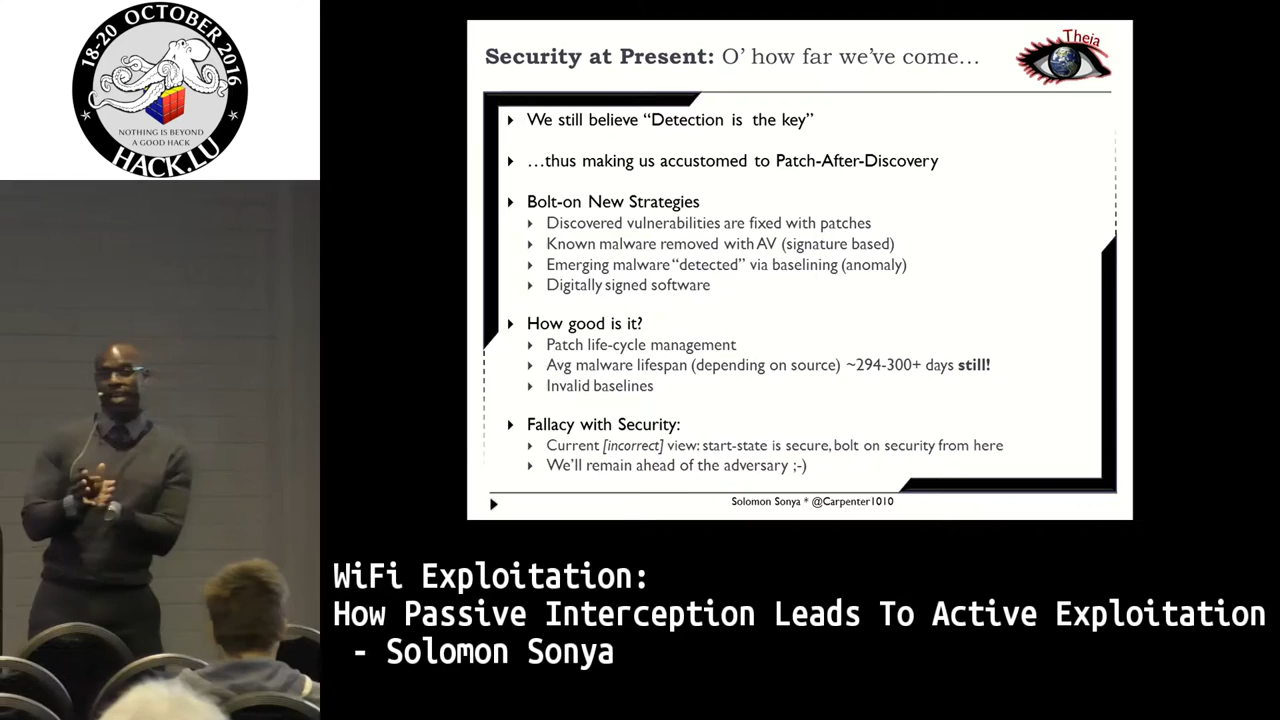 18-20 OCTOBER 2016
NOTHING IS BEYOND
A GOOD HACK
HACK.LU
Security at Present: O' how far we've come…
Theia
We still believe “Detection is the key”
…thus making us accustomed to Patch-After-Discovery
Bolt-on New Strategies
Discovered vulnerabilities are fixed with patches
Known malware removed with AV (signature based)
Emerging malware “detected” via baselining (anomaly)
Digitally signed software
How good is it?
Patch life-cycle management
Avg malware lifespan (depending on source) ~294-300+ days still!
Invalid baselines
Fallacy with Security:
Current [incorrect] view: start-state is secure, bolt on security from here
We'll remain ahead of the adversary ;-)
Solomon Sonya * @Carpenter1010
WiFi Exploitation:
How Passive Interception Leads To Active Exploitation
- Solomon Sonya